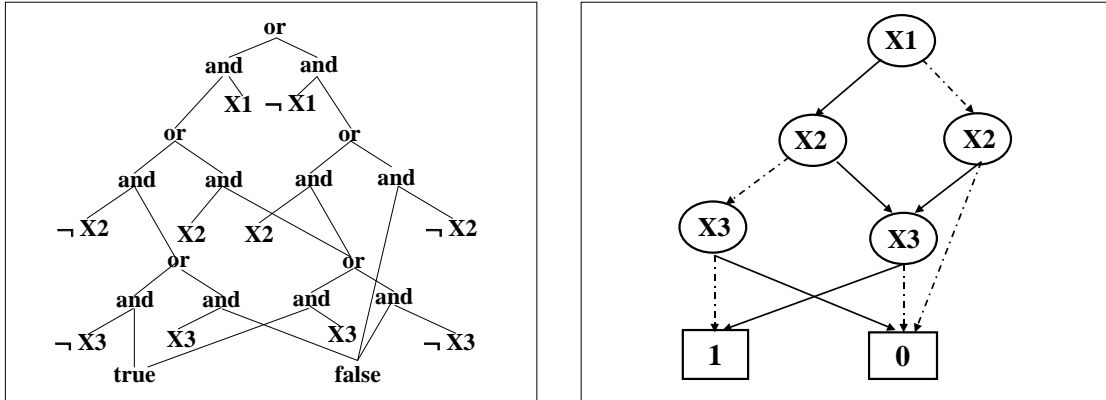 or
and and
X1 ¬ X1
or or
and and and and
¬ X2 X2 X2 ¬ X2
or or
and and and and
¬ X3 X3 X3 ¬ X3
true false
X1
X2 X2
X3 X3
1 0